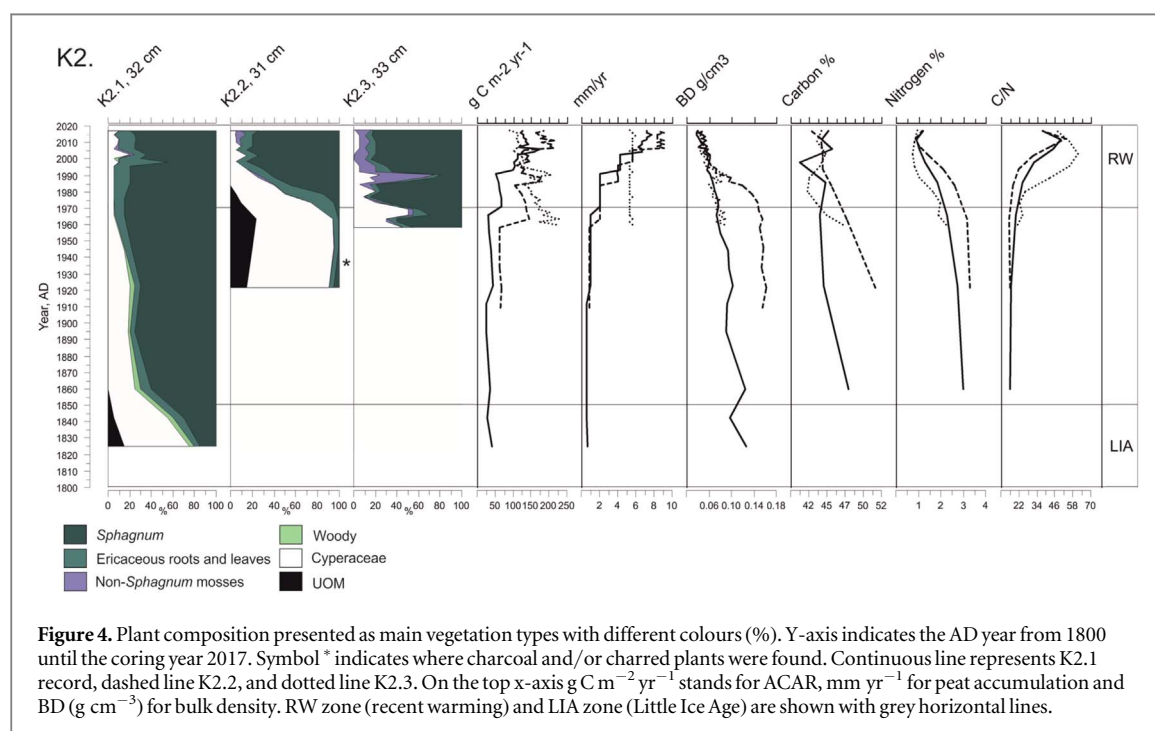 K2.
K2.1, 32 cm
K2.2, 31 cm
K2.3, 33 cm
g C m-2 yr-1
mm/yr
BD g/cm3
Carbon %
Nitrogen %
C/N
Year, AD
2020
2010
2000
1990
1980
1970
1960
1950
1940
1930
1920
1910
1900
1890
1880
1870
1860
1850
1840
1830
1820
1810
1800
*
RW
LIA
20 40 60 80 100
%
20 40 60 80 100
%
20 40 60 80 100
%
50 100 150 200 250
2 4 6 8 10
0.06 0.10 0.14 0.18
42 45 47 50 52
1 2 3 4
22 34 46 58 70
Sphagnum
Ericaceous roots and leaves
Non-Sphagnum mosses
Woody
Cyperaceae
UOM
Figure 4. Plant composition presented as main vegetation types with different colours (%). Y-axis indicates the AD year from 1800
until the coring year 2017. Symbol * indicates where charcoal and/or charred plants were found. Continuous line represents K2.1
record, dashed line K2.2, and dotted line K2.3. On the top x-axis g C m−2 yr−1 stands for ACAR, mm yr−1 for peat accumulation and
BD (g cm−3) for bulk density. RW zone (recent warming) and LIA zone (Little Ice Age) are shown with grey horizontal lines.